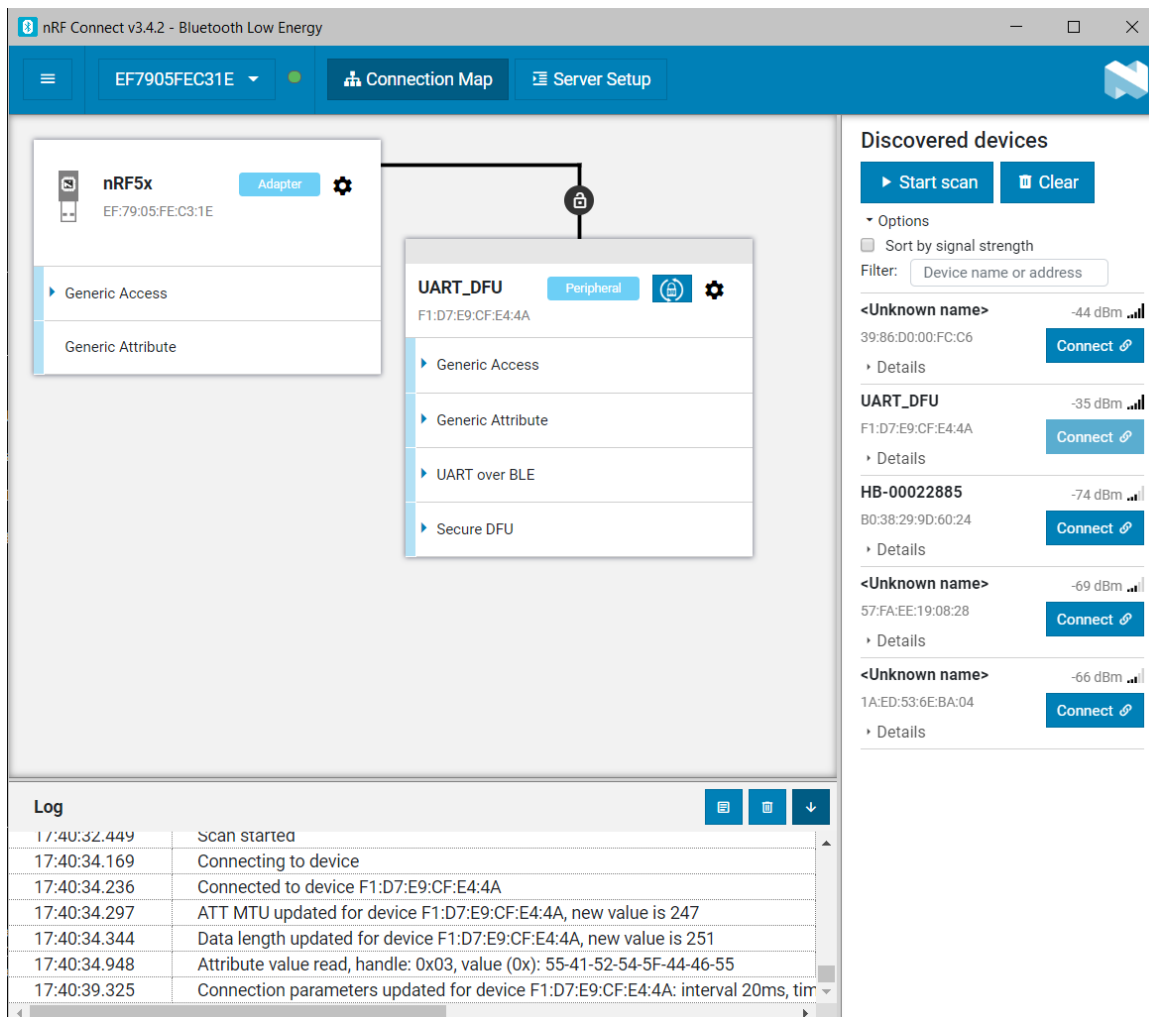 nRF Connect v3.4.2 - Bluetooth Low Energy
EF7905FEC31E
Connection Map
Server Setup
nRF5x
Adapter
EF:79:05:FE:C3:1E
Generic Access
Generic Attribute
UART_DFU
Peripheral
F1:D7:E9:CF:E4:4A
Generic Access
Generic Attribute
UART over BLE
Secure DFU
Discovered devices
Start scan
Clear
Options
Sort by signal strength
Filter: Device name or address
<Unknown name> -44 dBm
39:86:D0:00:FC:C6 Connect
Details
UART_DFU -35 dBm
F1:D7:E9:CF:E4:4A Connect
Details
HB-00022885 -74 dBm
B0:38:29:9D:60:24 Connect
Details
<Unknown name> -69 dBm
57:FA:EE:19:08:28 Connect
Details
<Unknown name> -66 dBm
1A:ED:53:6E:BA:04 Connect
Details
Log
17:40:32.449 Scan started
17:40:34.169 Connecting to device
17:40:34.236 Connected to device F1:D7:E9:CF:E4:4A
17:40:34.297 ATT MTU updated for device F1:D7:E9:CF:E4:4A, new value is 247
17:40:34.344 Data length updated for device F1:D7:E9:CF:E4:4A, new value is 251
17:40:34.948 Attribute value read, handle: 0x03, value (0x): 55-41-52-54-5F-44-46-55
17:40:39.325 Connection parameters updated for device F1:D7:E9:CF:E4:4A: interval 20ms, tim